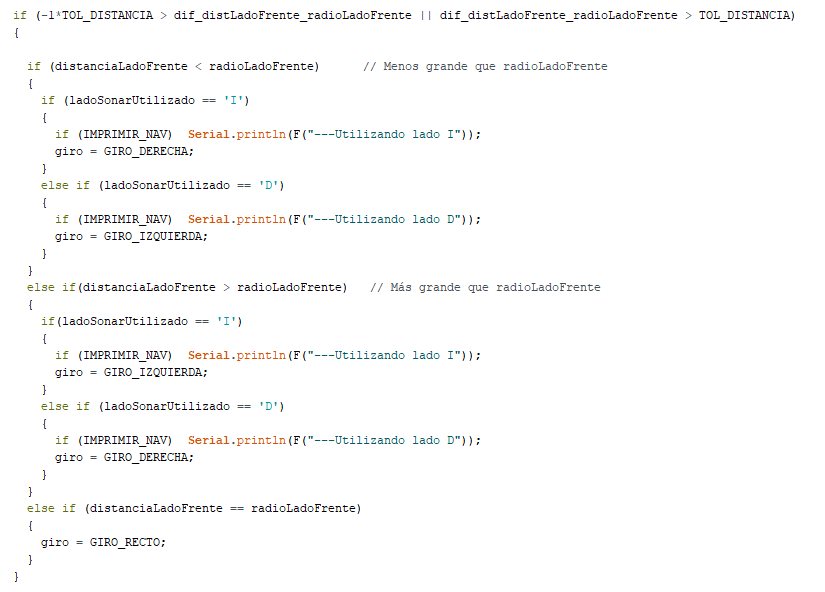 if (-1*TOL_DISTANCIA > dif_distLadoFrente_radioLadoFrente || dif_distLadoFrente_radioLadoFrente > TOL_DISTANCIA)
{
if (distanciaLadoFrente < radioLadoFrente) // Menos grande que radioLadoFrente
{
if (ladoSonarUtilizado == 'I')
{
if (IMPRIMIR_NAV) Serial.println(F("---Utilizando lado I"));
giro = GIRO_DERECHA;
}
else if (ladoSonarUtilizado == 'D')
{
if (IMPRIMIR_NAV) Serial.println(F("---Utilizando lado D"));
giro = GIRO_IZQUIERDA;
}
}
else if(distanciaLadoFrente > radioLadoFrente) // Más grande que radioLadoFrente
{
if(ladoSonarUtilizado == 'I')
{
if (IMPRIMIR_NAV) Serial.println(F("---Utilizando lado I"));
giro = GIRO_IZQUIERDA;
}
else if (ladoSonarUtilizado == 'D')
{
if (IMPRIMIR_NAV) Serial.println(F("---Utilizando lado D"));
giro = GIRO_DERECHA;
}
}
else if (distanciaLadoFrente == radioLadoFrente)
{
giro = GIRO_RECTO;
}
}